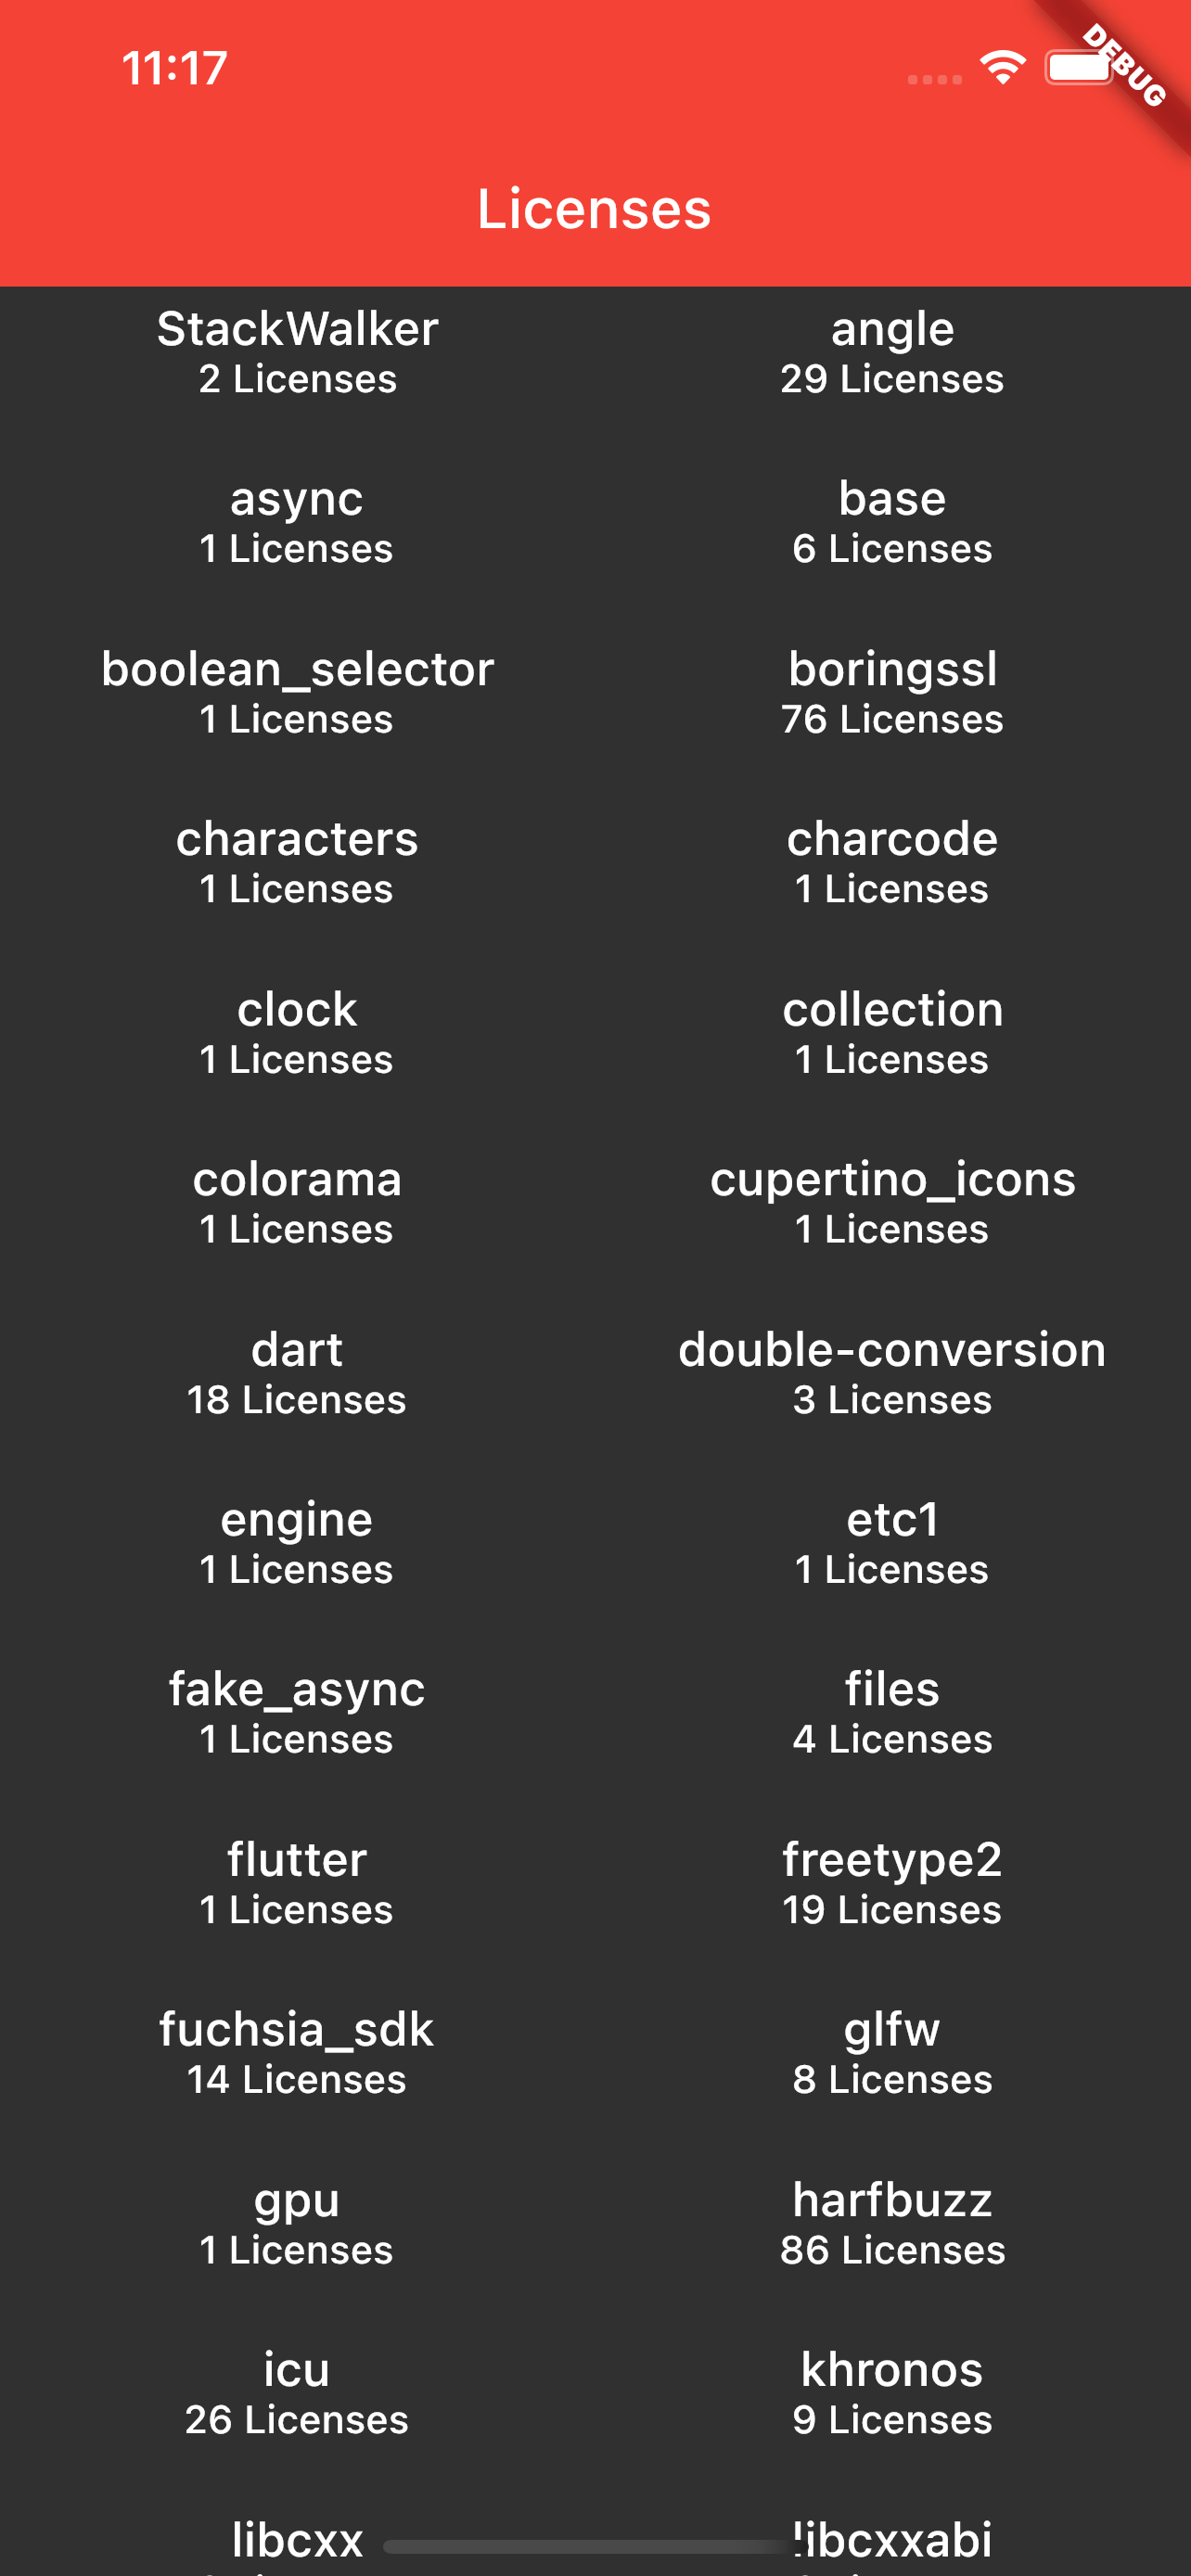 11:17
DEBUG
Licenses
StackWalker
2 Licenses
angle
29 Licenses
async
1 Licenses
base
6 Licenses
boolean_selector
1 Licenses
boringssl
76 Licenses
characters
1 Licenses
charcode
1 Licenses
clock
1 Licenses
collection
1 Licenses
colorama
1 Licenses
cupertino_icons
1 Licenses
dart
18 Licenses
double-conversion
3 Licenses
engine
1 Licenses
etc1
1 Licenses
fake_async
1 Licenses
files
4 Licenses
flutter
1 Licenses
freetype2
19 Licenses
fuchsia_sdk
14 Licenses
glfw
8 Licenses
gpu
1 Licenses
harfbuzz
86 Licenses
icu
26 Licenses
khronos
9 Licenses
libcxx
libcxxabi